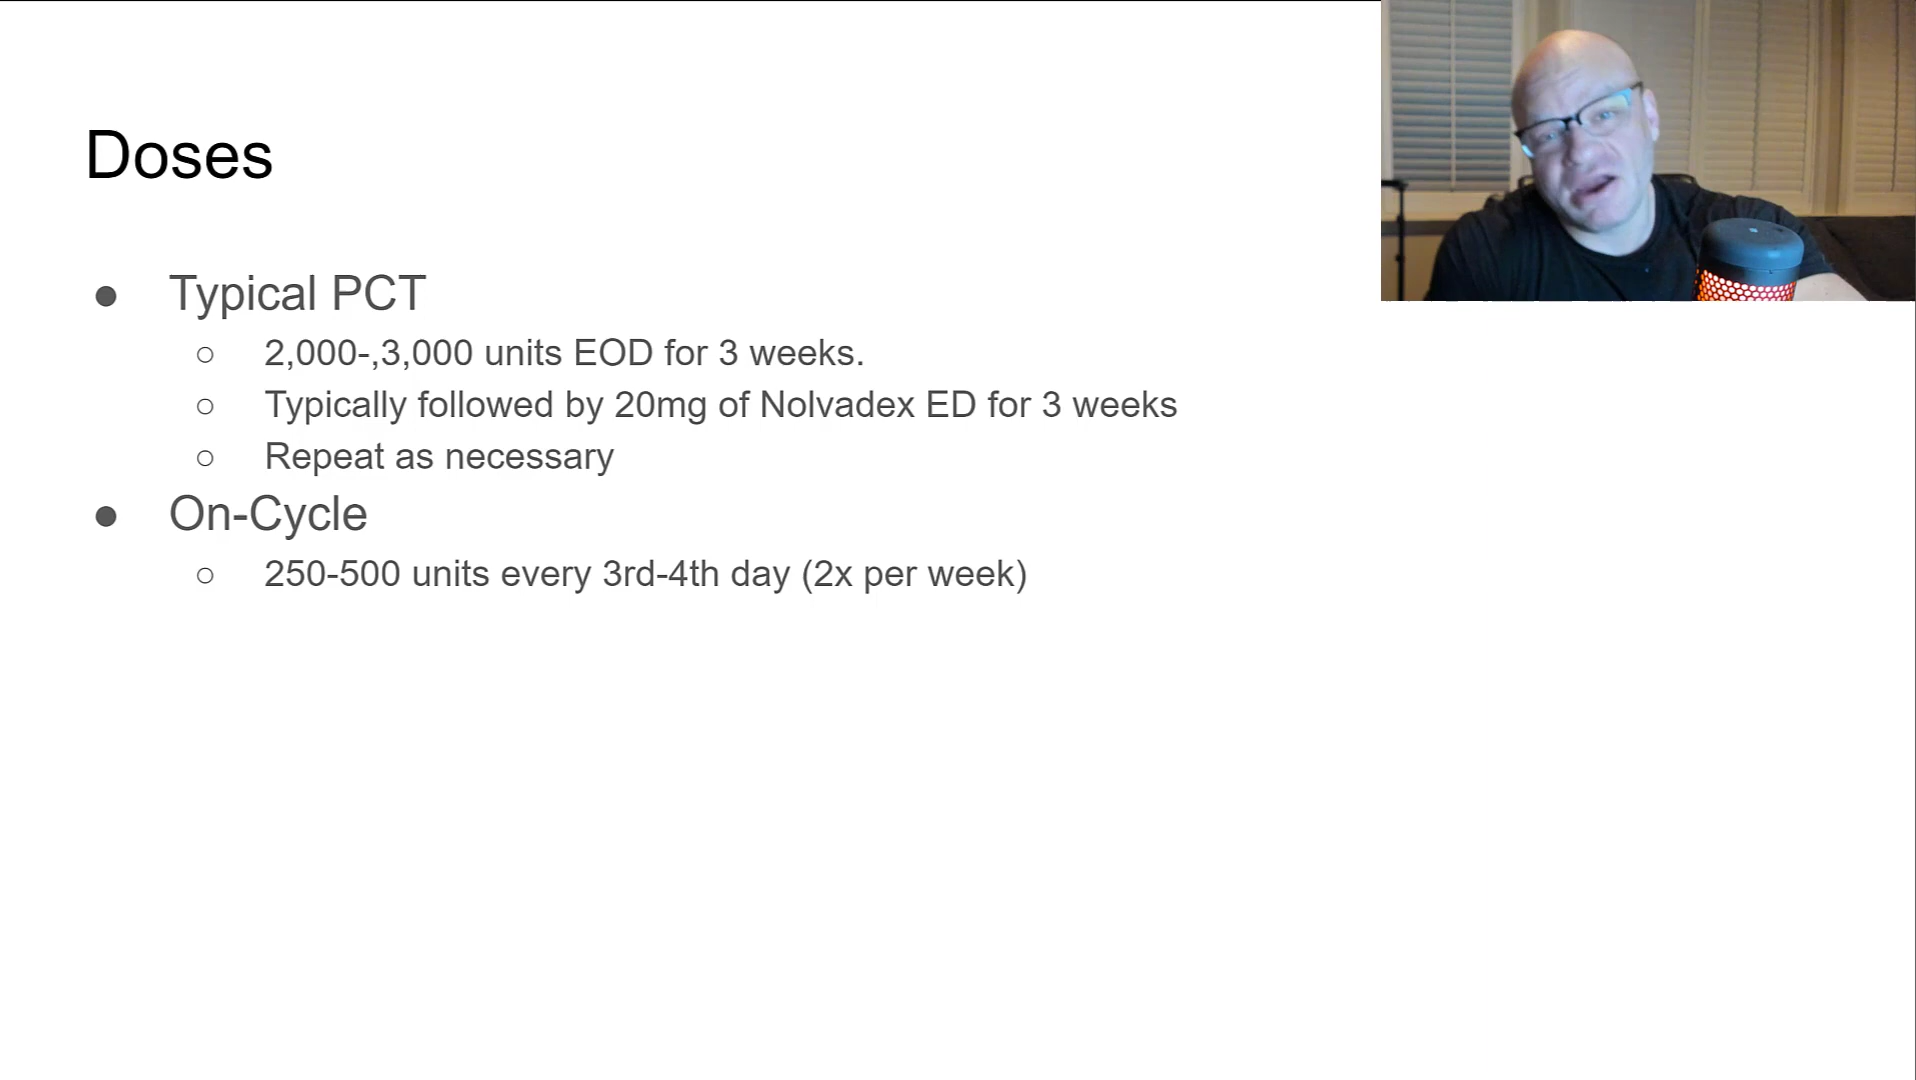 Doses
● Typical PCT
○ 2,000-,3,000 units EOD for 3 weeks.
○ Typically followed by 20mg of Nolvadex ED for 3 weeks
○ Repeat as necessary
● On-Cycle
○ 250-500 units every 3rd-4th day (2x per week)